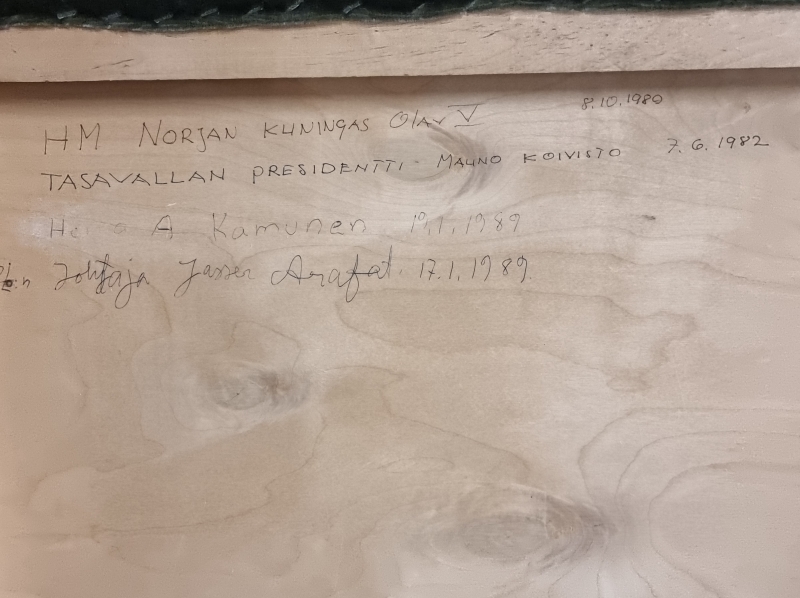 HM NORJAN KUNINGAS Olav V 8.10.1980
TASAVALLAN PRESIDENTTI - MAUNO KOIVISTO 7.6.1982
A Kamunen 19.1.1989
Johtaja Jasser Arafat. 17.1.1989